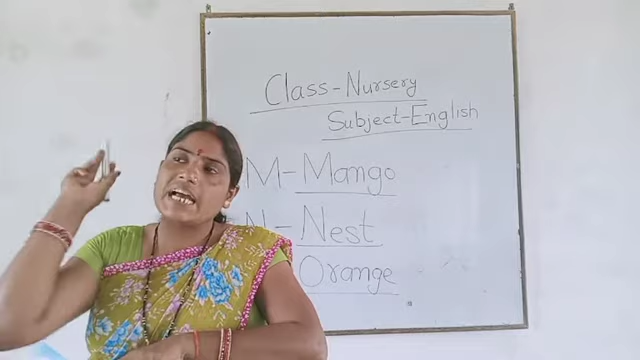 Class-Nursery
Subject-English
M-Mango
N-Nest
Orange